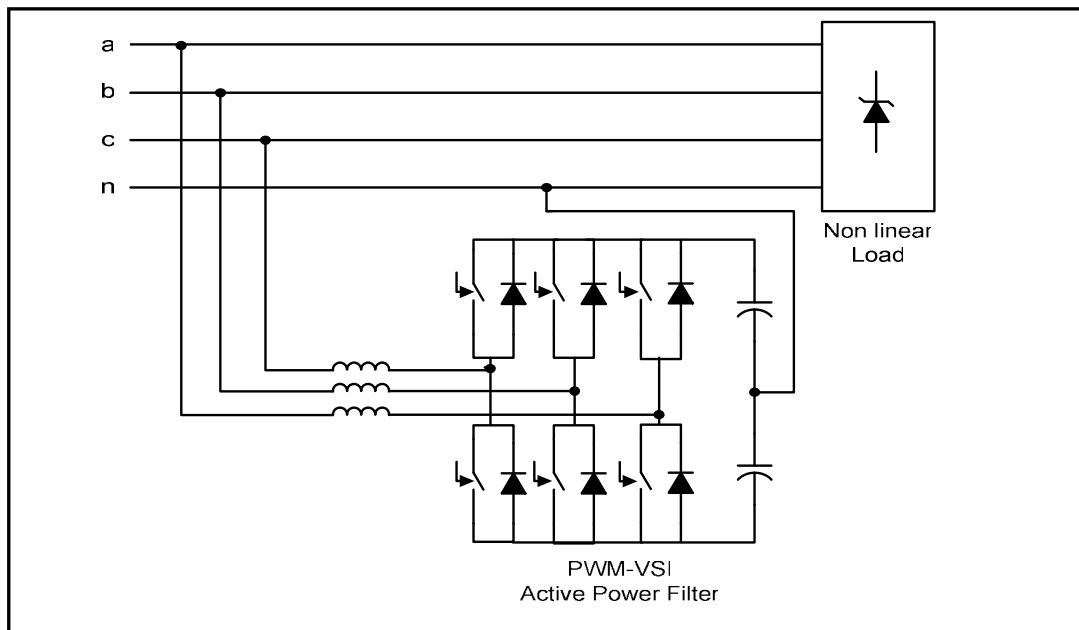 a
b
c
n
Non linear
Load
PWM-VSI
Active Power Filter